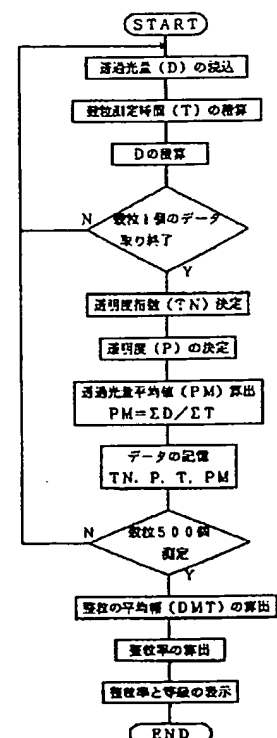 START
透過光量(D)の読込
穀粒測定時間(T)の積算
Dの積算
穀粒1個のデータ
取り終了
N
Y
透明度指数(TN)決定
透明度(P)の決定
透過光量平均値(PM)算出
PM=ΣD/ΣT
データの記憶
TN, P, T, PM
穀粒500個
測定
N
Y
整粒の平均幅(DMT)の算出
整粒率の算出
整粒率と等級の表示
END